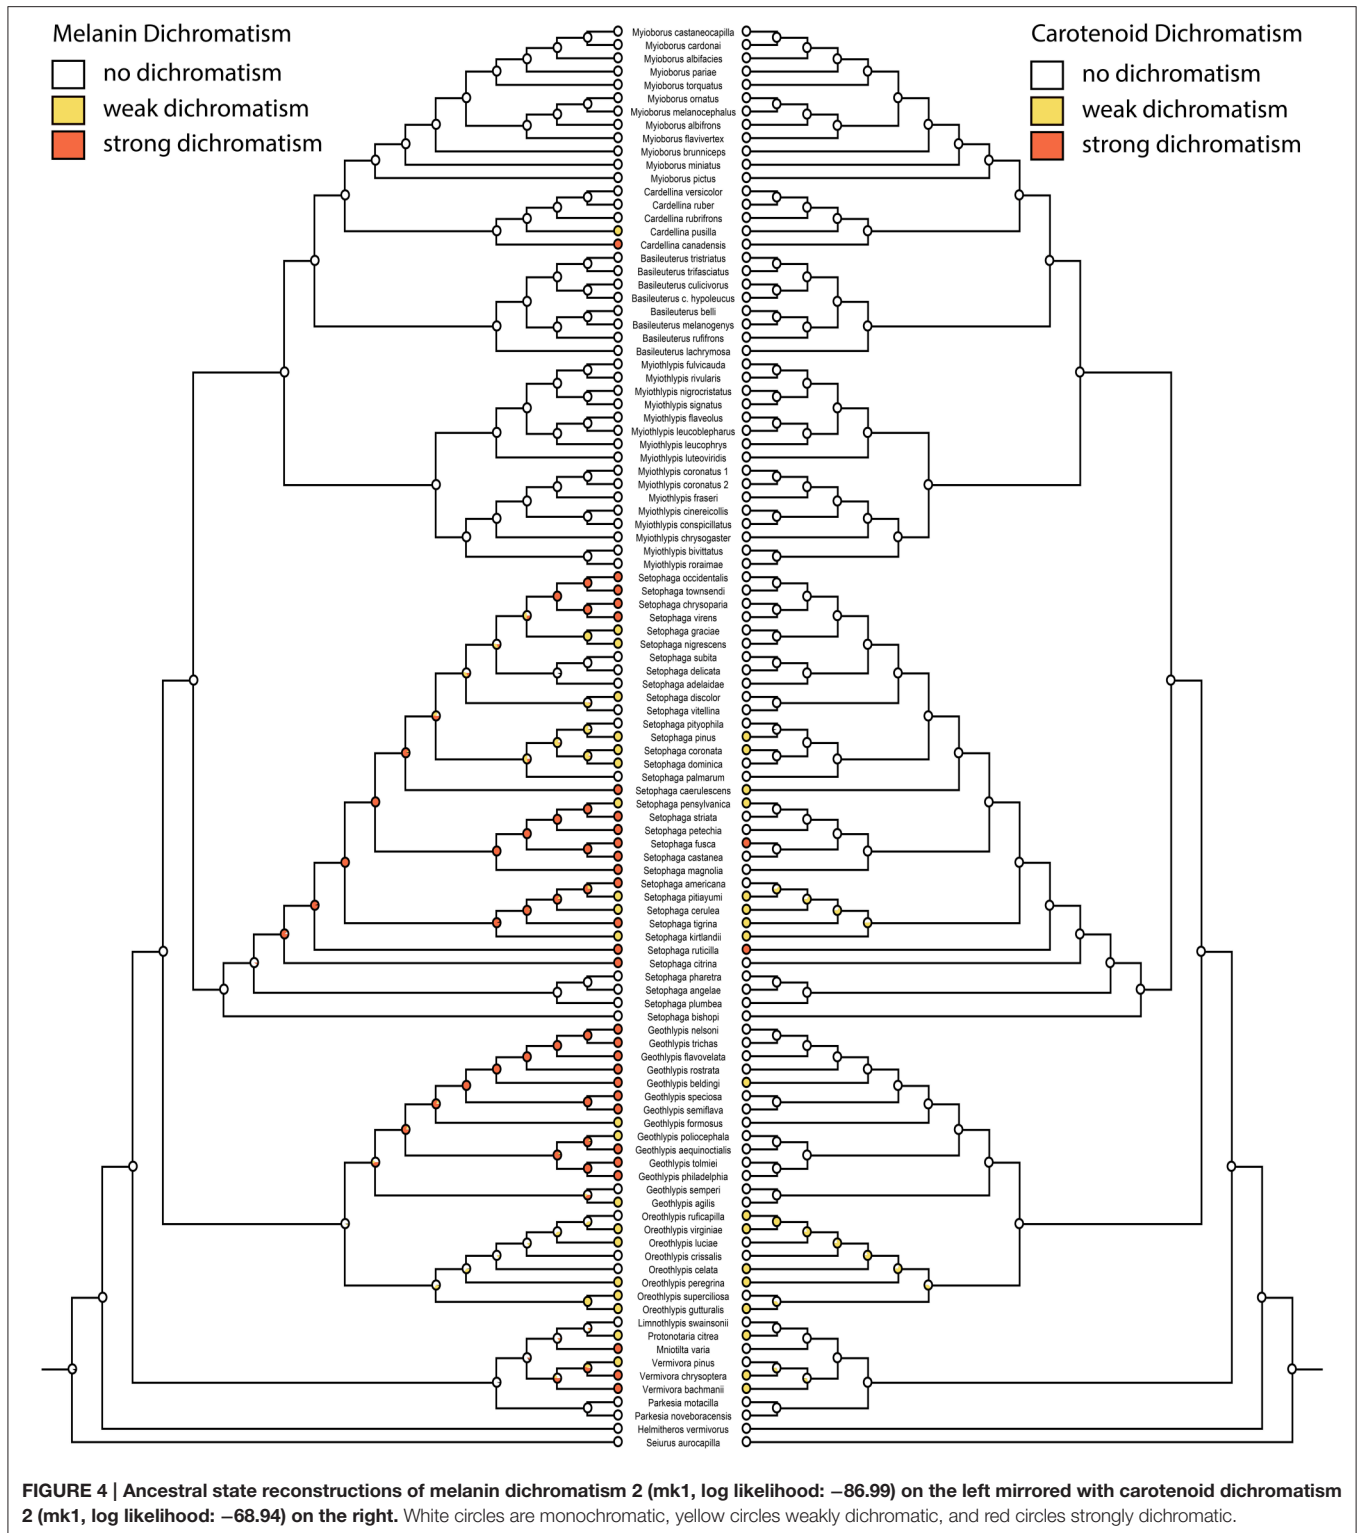 Melanin Dichromatism
no dichromatism
weak dichromatism
strong dichromatism
Carotenoid Dichromatism
no dichromatism
weak dichromatism
strong dichromatism
Myioborus castaneocapilla
Myioborus cardonai
Myioborus albifacies
Myioborus pariae
Myioborus torquatus
Myioborus ornatus
Myioborus melanocephalus
Myioborus albifrons
Myioborus flavivertex
Myioborus brunniceps
Myioborus miniatus
Myioborus pictus
Cardellina versicolor
Cardellina ruber
Cardellina rubrifrons
Cardellina pusilla
Cardellina canadensis
Basileuterus tristriatus
Basileuterus trifasciatus
Basileuterus culicivorus
Basileuterus c. hypoleucus
Basileuterus belli
Basileuterus melanogenys
Basileuterus rufifrons
Basileuterus lachrymosa
Myiothlypis fulvicauda
Myiothlypis rivularis
Myiothlypis nigrocristatus
Myiothlypis signatus
Myiothlypis flaveolus
Myiothlypis leucoblepharus
Myiothlypis leucophrys
Myiothlypis luteoviridis
Myiothlypis coronatus 1
Myiothlypis coronatus 2
Myiothlypis fraseri
Myiothlypis cinereicollis
Myiothlypis conspicillatus
Myiothlypis chrysogaster
Myiothlypis bivittatus
Myiothlypis roraimae
Setophaga occidentalis
Setophaga townsendi
Setophaga chrysoparia
Setophaga virens
Setophaga graciae
Setophaga nigrescens
Setophaga subita
Setophaga delicata
Setophaga adelaidae
Setophaga discolor
Setophaga vitellina
Setophaga pityophila
Setophaga pinus
Setophaga coronata
Setophaga dominica
Setophaga palmarum
Setophaga caerulescens
Setophaga pensylvanica
Setophaga striata
Setophaga petechia
Setophaga fusca
Setophaga castanea
Setophaga magnolia
Setophaga americana
Setophaga pitiayumi
Setophaga cerulea
Setophaga tigrina
Setophaga kirtlandii
Setophaga ruticilla
Setophaga citrina
Setophaga pharetra
Setophaga angelae
Setophaga plumbea
Setophaga bishopi
Geothlypis nelsoni
Geothlypis trichas
Geothlypis flavovelata
Geothlypis rostrata
Geothlypis beldingi
Geothlypis speciosa
Geothlypis semiflava
Geothlypis formosus
Geothlypis poliocephala
Geothlypis aequinoctialis
Geothlypis tolmiei
Geothlypis philadelphia
Geothlypis semperi
Geothlypis agilis
Oreothlypis ruficapilla
Oreothlypis virginiae
Oreothlypis luciae
Oreothlypis crissalis
Oreothlypis celata
Oreothlypis peregrina
Oreothlypis superciliosa
Oreothlypis gutturalis
Limnothlypis swainsonii
Protonotaria citrea
Mniotilta varia
Vermivora pinus
Vermivora chrysoptera
Vermivora bachmanii
Parkesia motacilla
Parkesia noveboracensis
Helmitheros vermivorus
Seiurus aurocapilla
FIGURE 4 | Ancestral state reconstructions of melanin dichromatism 2 (mk1, log likelihood: −86.99) on the left mirrored with carotenoid dichromatism
2 (mk1, log likelihood: −68.94) on the right. White circles are monochromatic, yellow circles weakly dichromatic, and red circles strongly dichromatic.